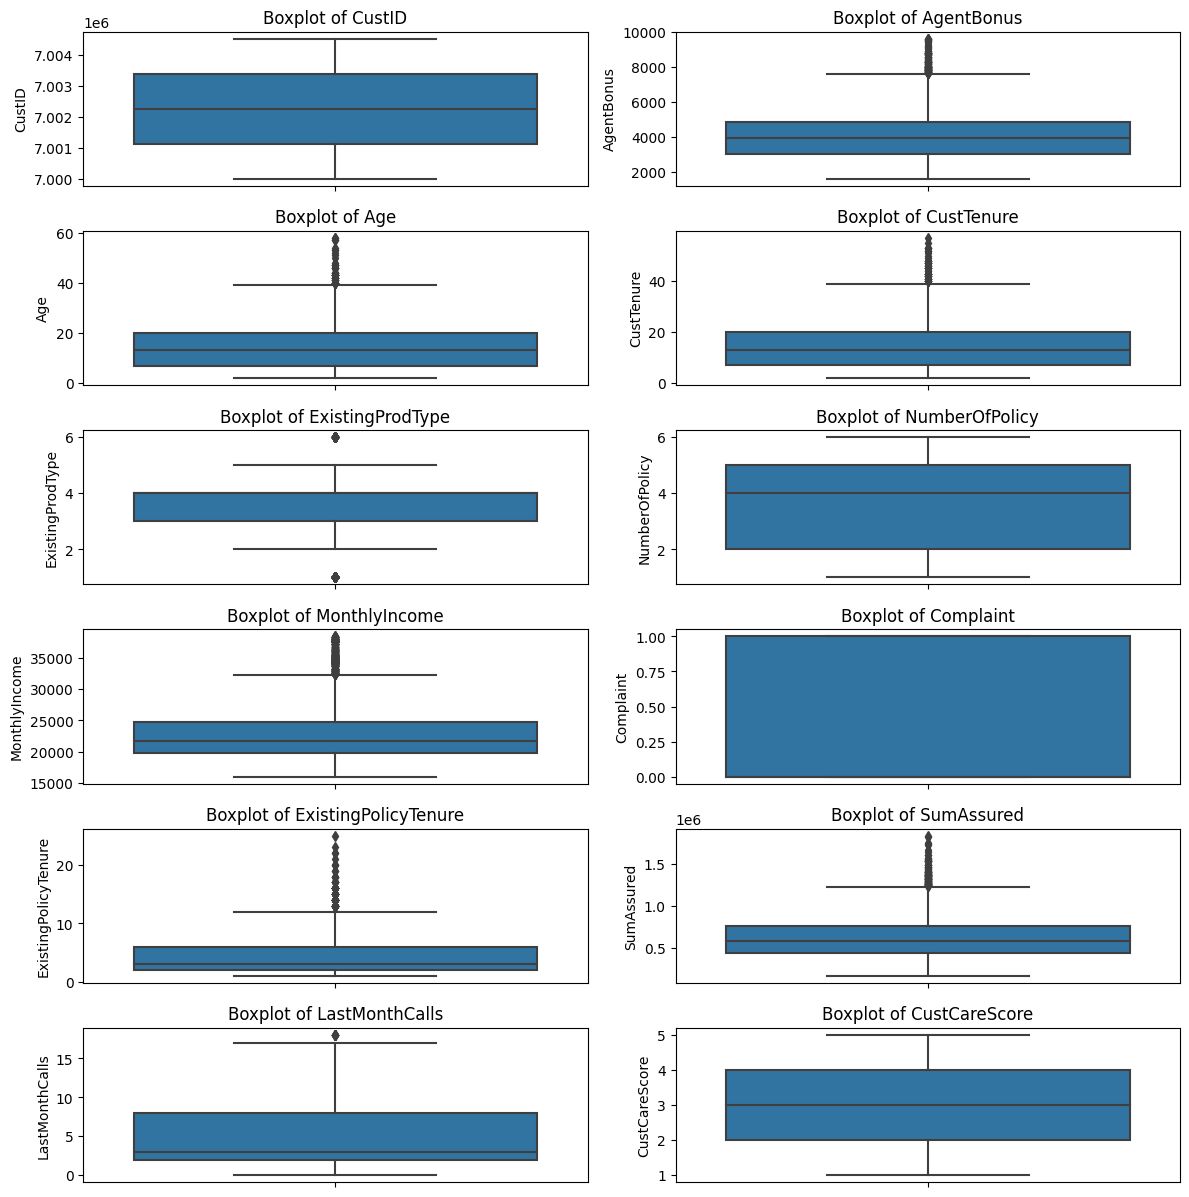 Boxplot of CustID
1e6
7.004
7.003
7.002
7.001
7.000
CustID
Boxplot of AgentBonus
10000
8000
6000
4000
2000
AgentBonus
Boxplot of Age
60
40
20
0
Age
Boxplot of CustTenure
40
20
0
CustTenure
Boxplot of ExistingProdType
6
4
2
ExistingProdType
Boxplot of NumberOfPolicy
6
4
2
NumberOfPolicy
Boxplot of MonthlyIncome
35000
30000
25000
20000
15000
MonthlyIncome
Boxplot of Complaint
1.00
0.75
0.50
0.25
0.00
Complaint
Boxplot of ExistingPolicyTenure
20
10
0
ExistingPolicyTenure
Boxplot of SumAssured
1e6
1.5
1.0
0.5
SumAssured
Boxplot of LastMonthCalls
15
10
5
0
LastMonthCalls
Boxplot of CustCareScore
5
4
3
2
1
CustCareScore